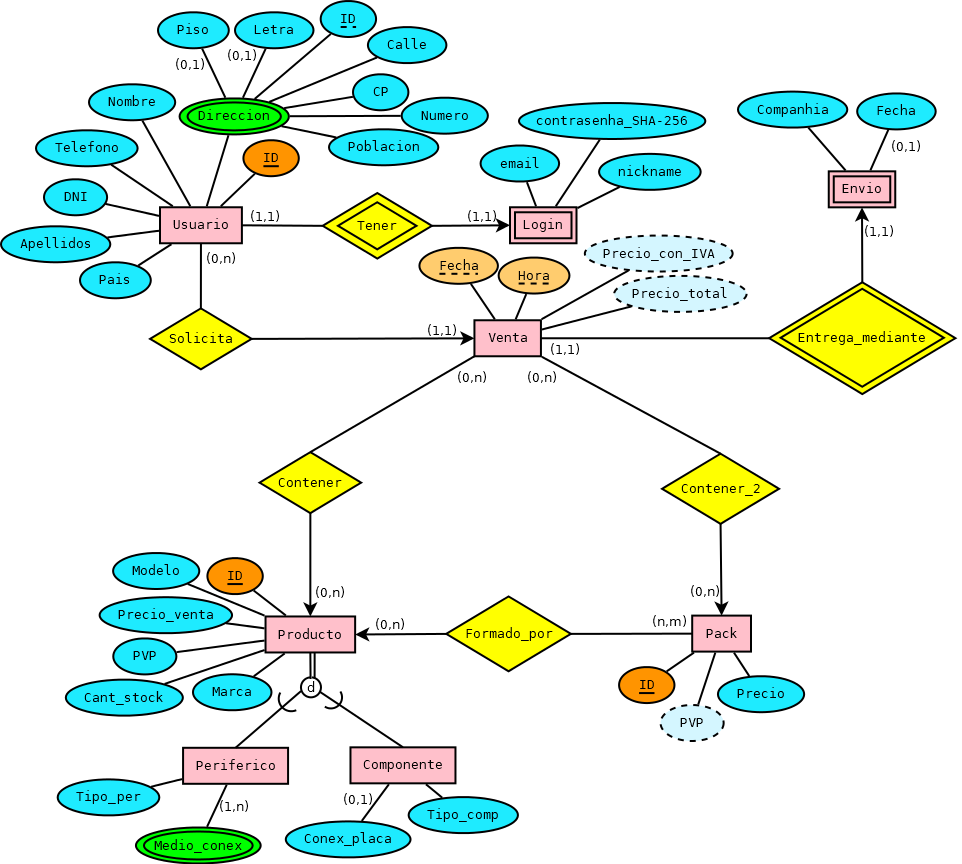 ID
Piso
Letra
Calle
(0,1)
(0,1)
CP
Nombre
Direccion
Numero
Companhia
Fecha
contrasenha_SHA-256
Telefono
Poblacion
(0,1)
ID
email
nickname
DNI
Envio
(1,1)
(1,1)
Usuario
Tener
Login
(1,1)
Apellidos
(0,n)
Precio_con_IVA
Fecha
Hora
Pais
Precio_total
(1,1)
Solicita
Venta
Entrega_mediante
(1,1)
(0,n)
(0,n)
Contener
Contener_2
Modelo
ID
(0,n)
(0,n)
Precio_venta
(0,n)
(n,m)
Producto
Formado_por
Pack
PVP
ID
d
Cant_stock
Marca
Precio
PVP
Periferico
Componente
Tipo_per
(1,n)
(0,1)
Tipo_comp
Conex_placa
Medio_conex